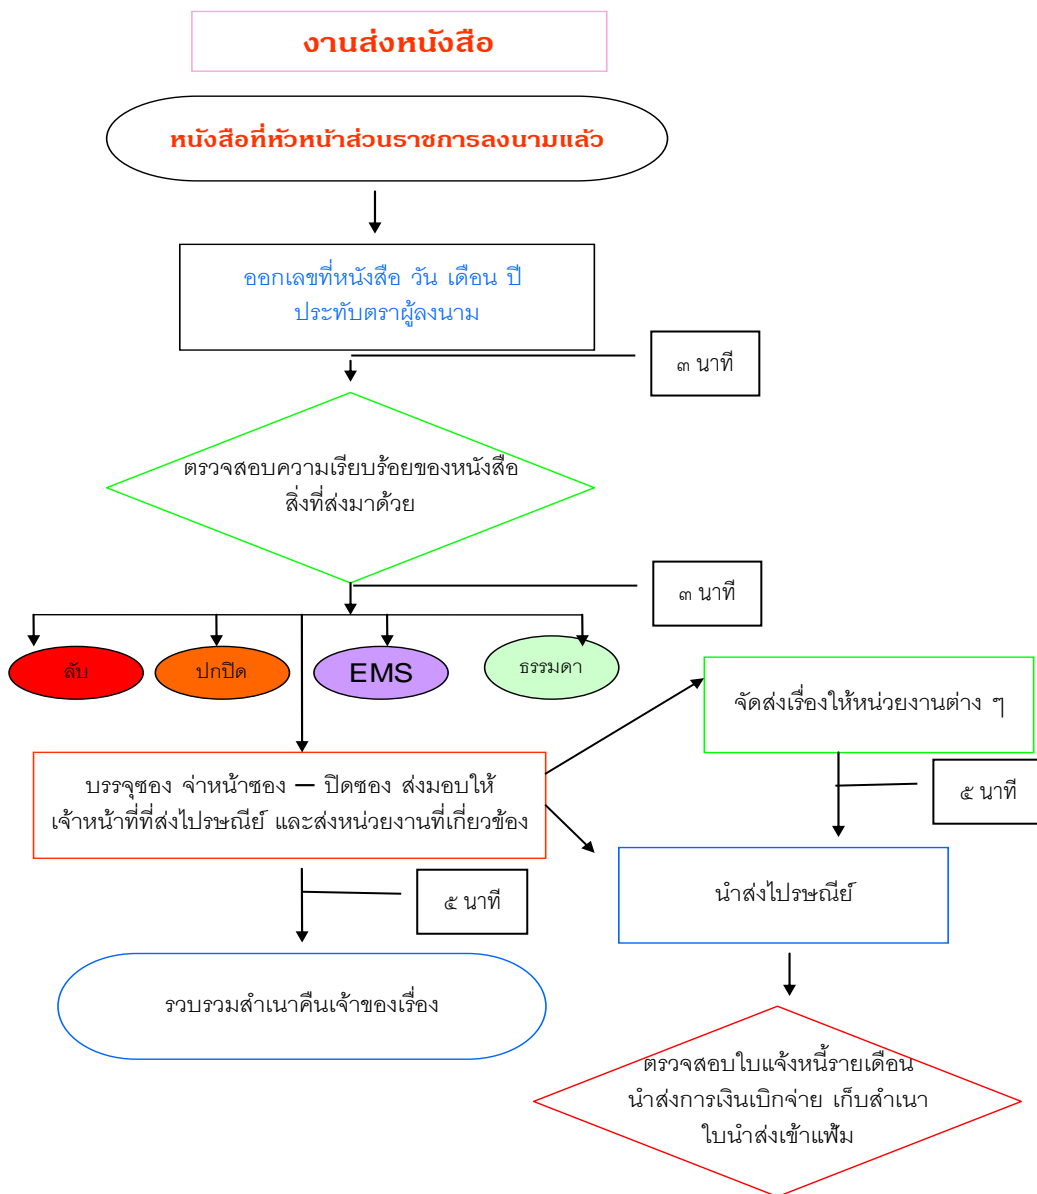 งานส่งหนังสือ
หนังสือที่หัวหน้าส่วนราชการลงนามแล้ว
ออกเลขที่หนังสือ วัน เดือน ปี
ประทับตราผู้ลงนาม
๓ นาที
ตรวจสอบความเรียบร้อยของหนังสือ
สิ่งที่ส่งมาด้วย
๓ นาที
ลับ
ปกปิด
EMS
ธรรมดา
จัดส่งเรื่องให้หน่วยงานต่าง ๆ
บรรจุซอง จ่าหน้าซอง – ปิดซอง ส่งมอบให้
เจ้าหน้าที่ที่ส่งไปรษณีย์ และส่งหน่วยงานที่เกี่ยวข้อง
๕ นาที
๕ นาที
นำส่งไปรษณีย์
รวบรวมสำเนาคืนเจ้าของเรื่อง
ตรวจสอบใบแจ้งหนี้รายเดือน
นำส่งการเงินเบิกจ่าย เก็บสำเนา
ใบนำส่งเข้าแฟ้ม